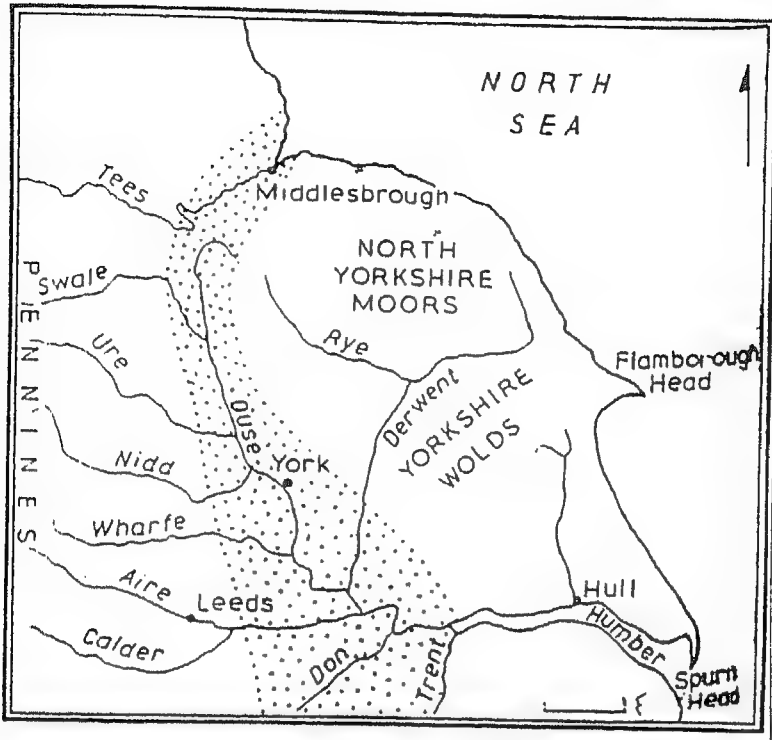 NORTH
SEA
Tees
Middlesbrough
NORTH
YORKSHIRE
MOORS
PENNINES
Swale
Ure
Rye
Flamborough
Head
Ouse
Derwent
YORKSHIRE
WOLDS
Nidd
York
Wharfe
Aire
Leeds
Hull
Humber
Calder
Don
Trent
Spurn
Head